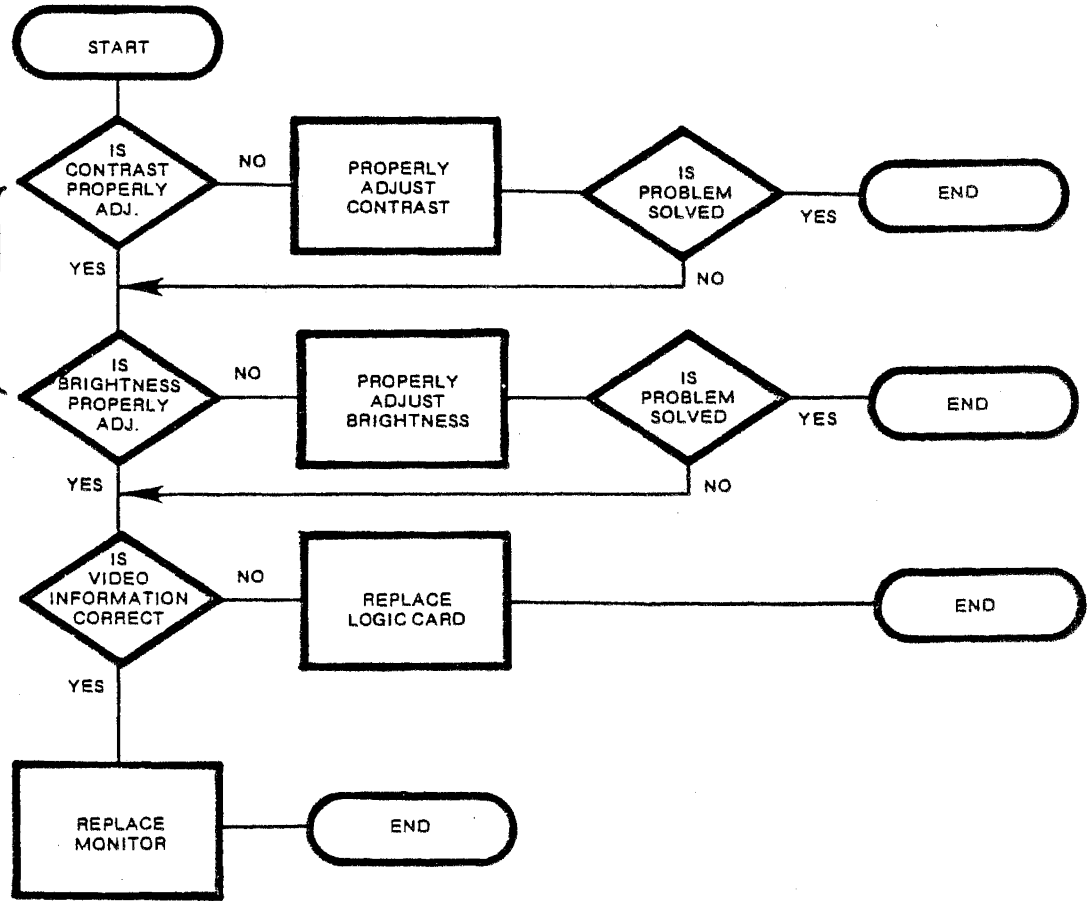 START
IS
CONTRAST
PROPERLY
ADJ.
NO
PROPERLY
ADJUST
CONTRAST
IS
PROBLEM
SOLVED
YES
END
YES
NO
IS
BRIGHTNESS
PROPERLY
ADJ.
NO
PROPERLY
ADJUST
BRIGHTNESS
IS
PROBLEM
SOLVED
YES
END
YES
NO
IS
VIDEO
INFORMATION
CORRECT
NO
REPLACE
LOGIC CARD
END
YES
REPLACE
MONITOR
END